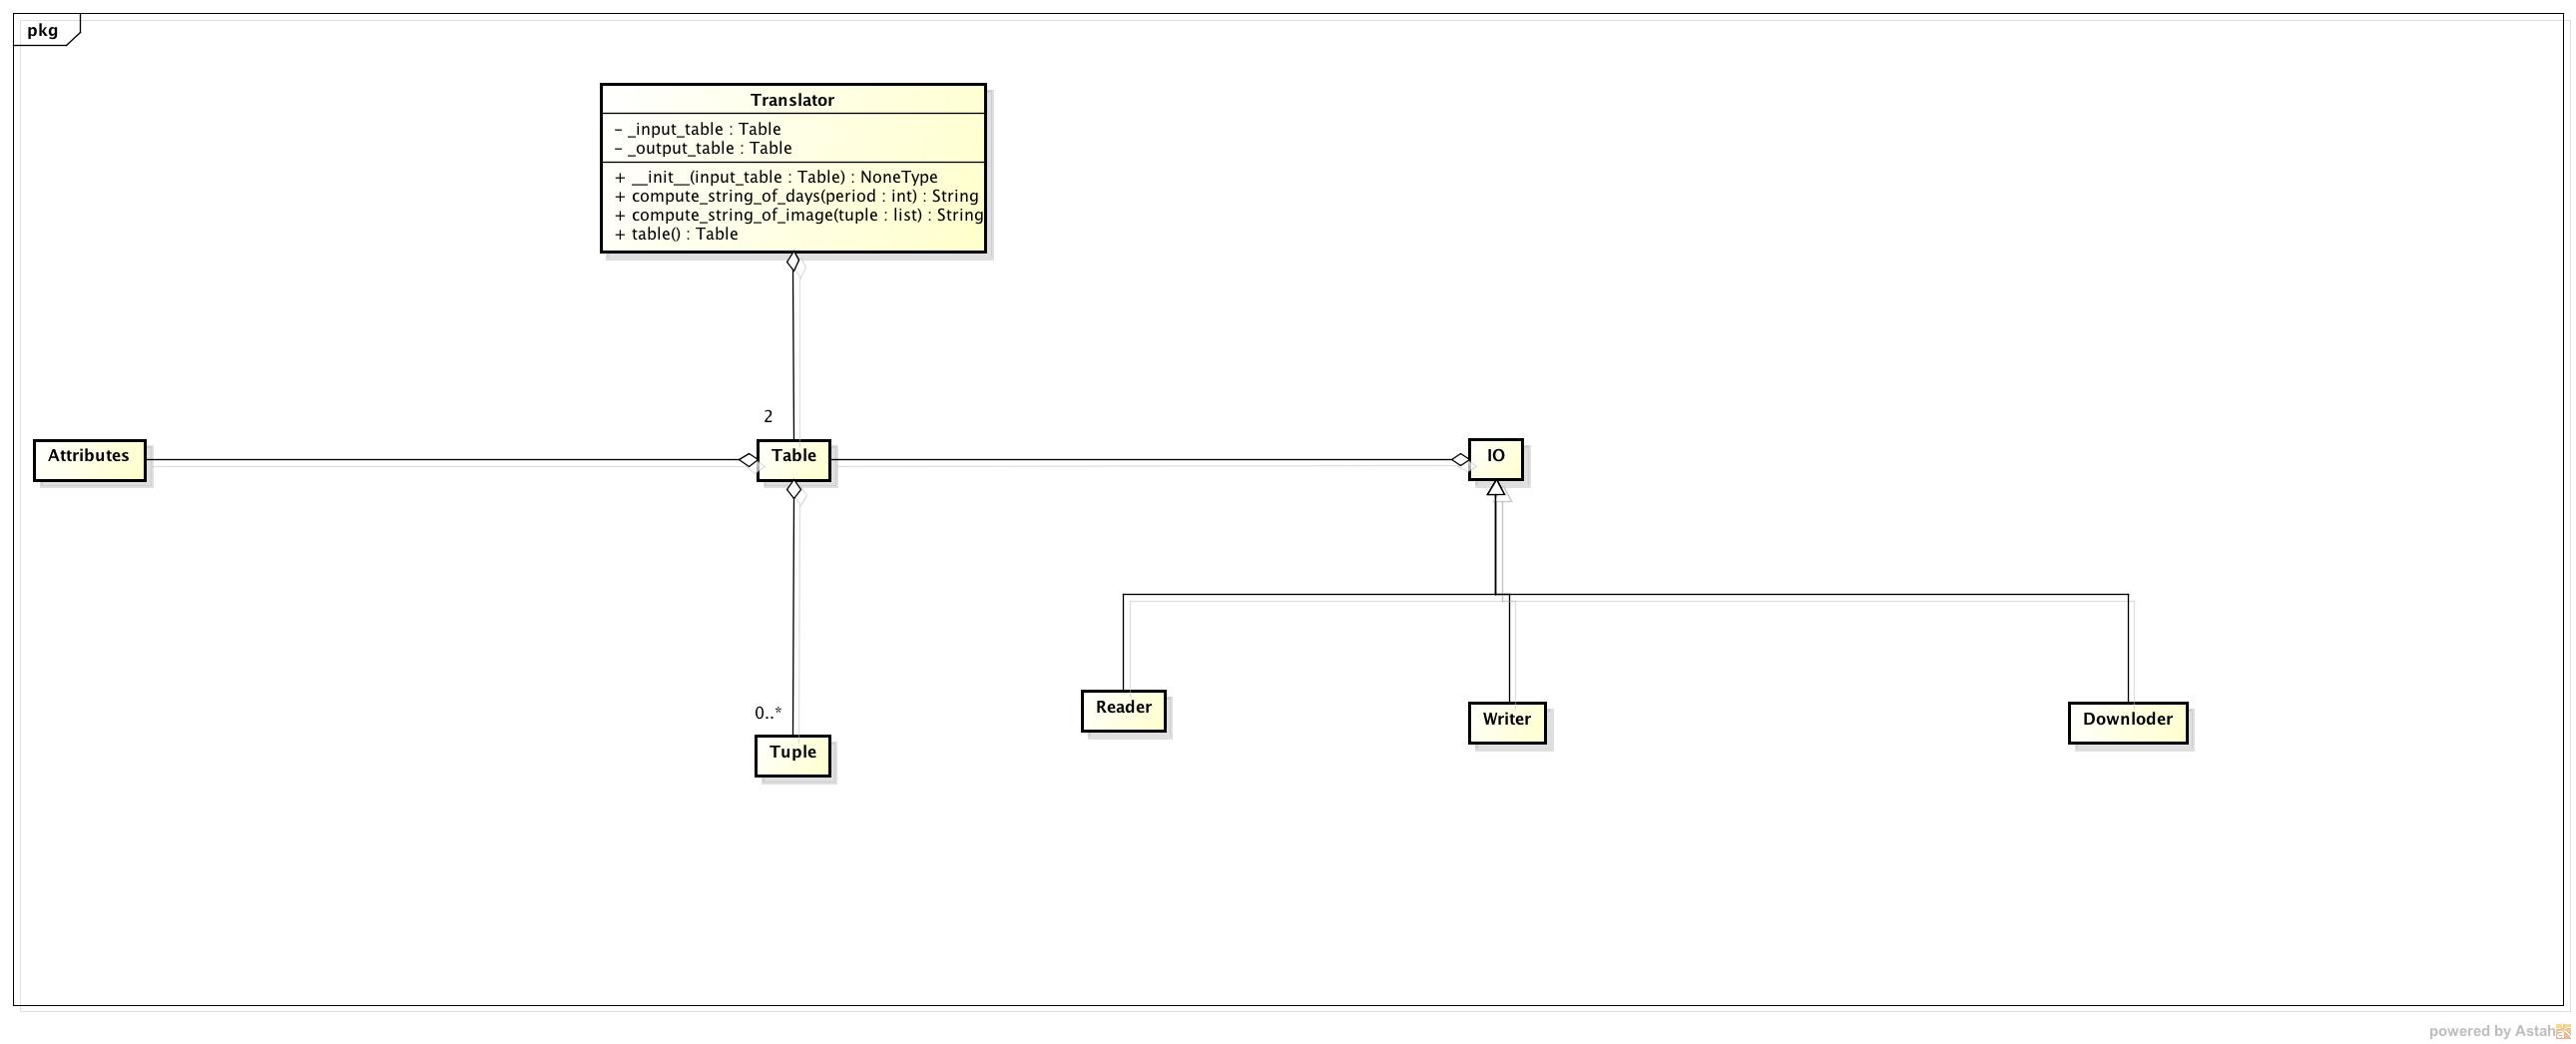 pkg
Translator
- _input_table : Table
- _output_table : Table
+ __init__(input_table : Table) : NoneType
+ compute_string_of_days(period : int) : String
+ compute_string_of_image(tuple : list) : String
+ table() : Table
2
Attributes
Table
IO
0..*
Tuple
Reader
Writer
Downloder
powered by Astah